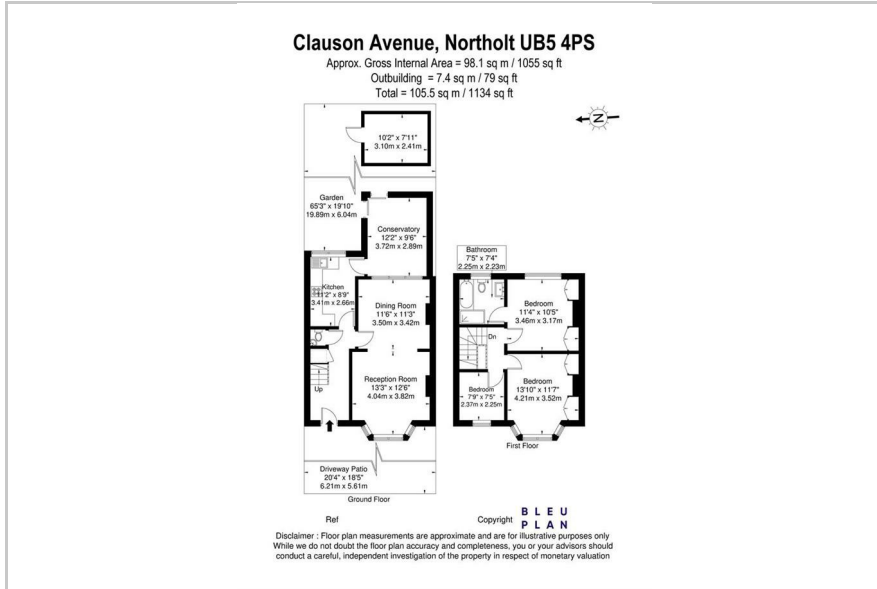 Clauson Avenue, Northolt UB5 4PS
Approx. Gross Internal Area = 98.1 sq m / 1055 sq ft
Outbuilding = 7.4 sq m / 79 sq ft
Total = 105.5 sq m / 1134 sq ft
N
10'2" x 7'11"
3.10m x 2.41m
Garden
65'3" x 19'10"
19.89m x 6.04m
Conservatory
12'2" x 9'6"
3.72m x 2.89m
Kitchen
11'2" x 8'9"
3.41m x 2.66m
Dining Room
11'6" x 11'3"
3.50m x 3.42m
Up
Reception Room
13'3" x 12'6"
4.04m x 3.82m
Driveway Patio
20'4" x 18'5"
6.21m x 5.61m
Ground Floor
Bathroom
7'5" x 7'4"
2.25m x 2.23m
Bedroom
11'4" x 10'5"
3.46m x 3.17m
Dn
Bedroom
7'9" x 7'5"
2.37m x 2.25m
Bedroom
13'10" x 11'7"
4.21m x 3.52m
First Floor
Ref
Copyright
BLEU
PLAN
Disclaimer : Floor plan measurements are approximate and are for illustrative purposes only
While we do not doubt the floor plan accuracy and completeness, you or your advisors should
conduct a careful, independent investigation of the property in respect of monetary valuation